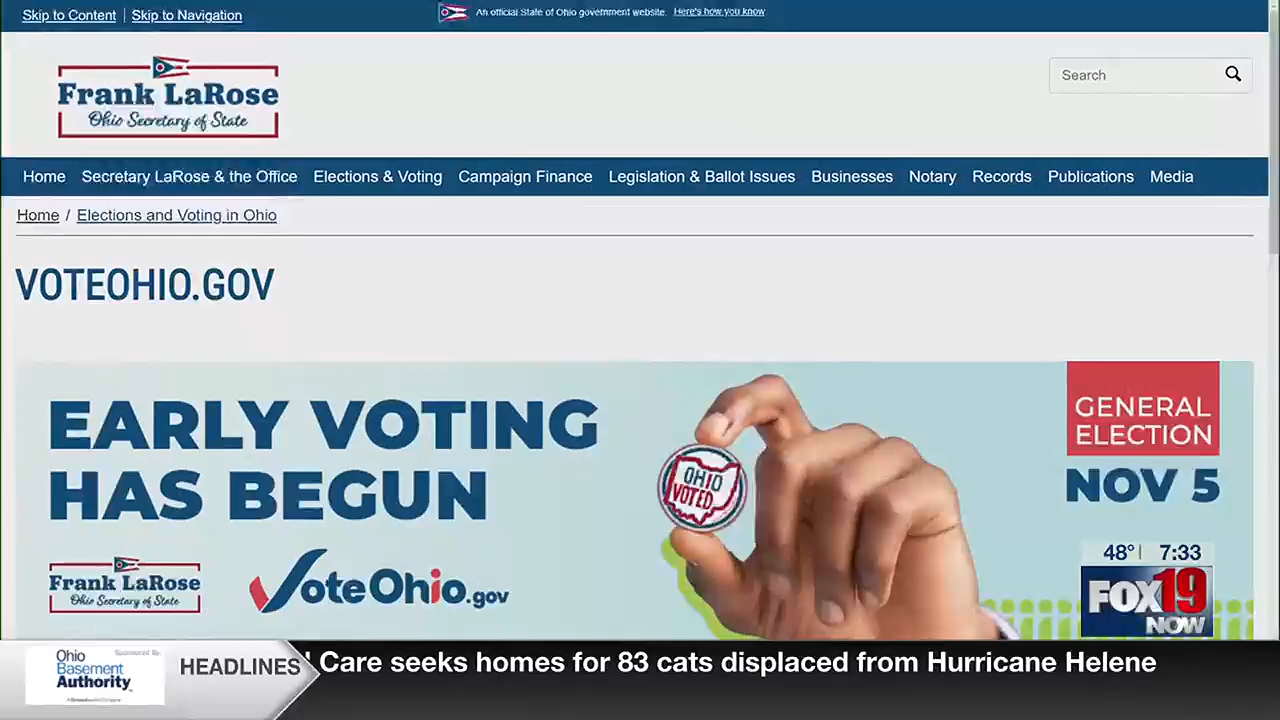 Skip to Content | Skip to Navigation
An official State of Ohio government website. Here's how you know
Frank LaRose
Ohio Secretary of State
Search
Home Secretary LaRose & the Office Elections & Voting Campaign Finance Legislation & Ballot Issues Businesses Notary Records Publications Media
Home / Elections and Voting in Ohio
VOTEOHIO.GOV
EARLY VOTING
HAS BEGUN
OHIO
VOTED
GENERAL
ELECTION
NOV 5
Frank LaRose
Ohio Secretary of State
VoteOhio.gov
48° 7:33
FOX19
NOW
Sponsored By:
Ohio
Basement
Authority
HEADLINES
Care seeks homes for 83 cats displaced from Hurricane Helene